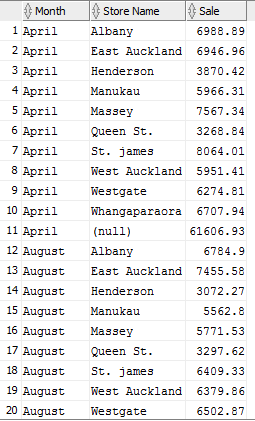 Month Store Name Sale
1 April Albany 6988.89
2 April East Auckland 6946.96
3 April Henderson 3870.42
4 April Manukau 5966.31
5 April Massey 7567.34
6 April Queen St. 3268.84
7 April St. james 8064.01
8 April West Auckland 5951.41
9 April Westgate 6274.81
10 April Whangaparaora 6707.94
11 April (null) 61606.93
12 August Albany 6784.9
13 August East Auckland 7455.58
14 August Henderson 3072.27
15 August Manukau 5562.8
16 August Massey 5771.53
17 August Queen St. 3297.62
18 August St. james 6409.33
19 August West Auckland 6379.86
20 August Westgate 6502.87